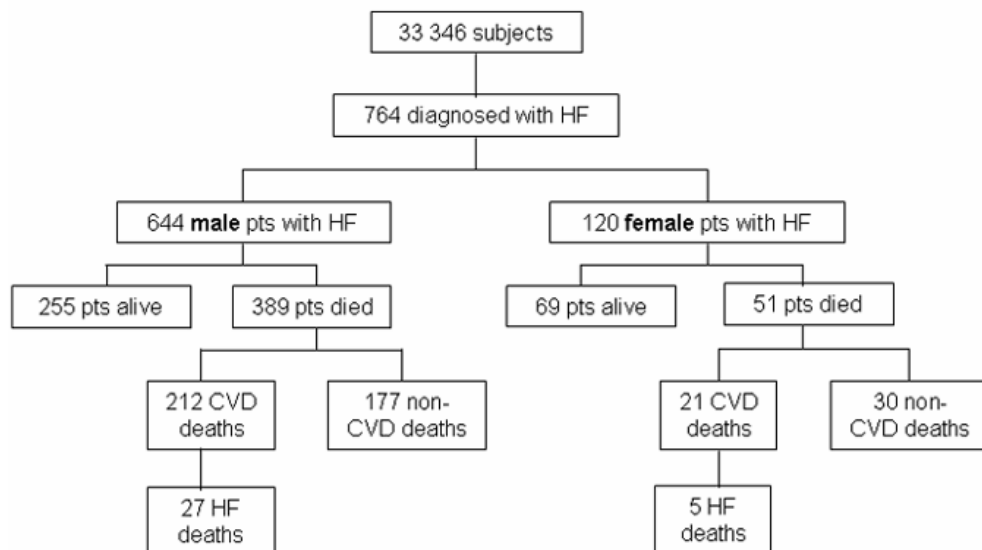 33 346 subjects
764 diagnosed with HF
644 male pts with HF
120 female pts with HF
255 pts alive
389 pts died
69 pts alive
51 pts died
212 CVD
deaths
177 non-
CVD deaths
21 CVD
deaths
30 non-
CVD deaths
27 HF
deaths
5 HF
deaths